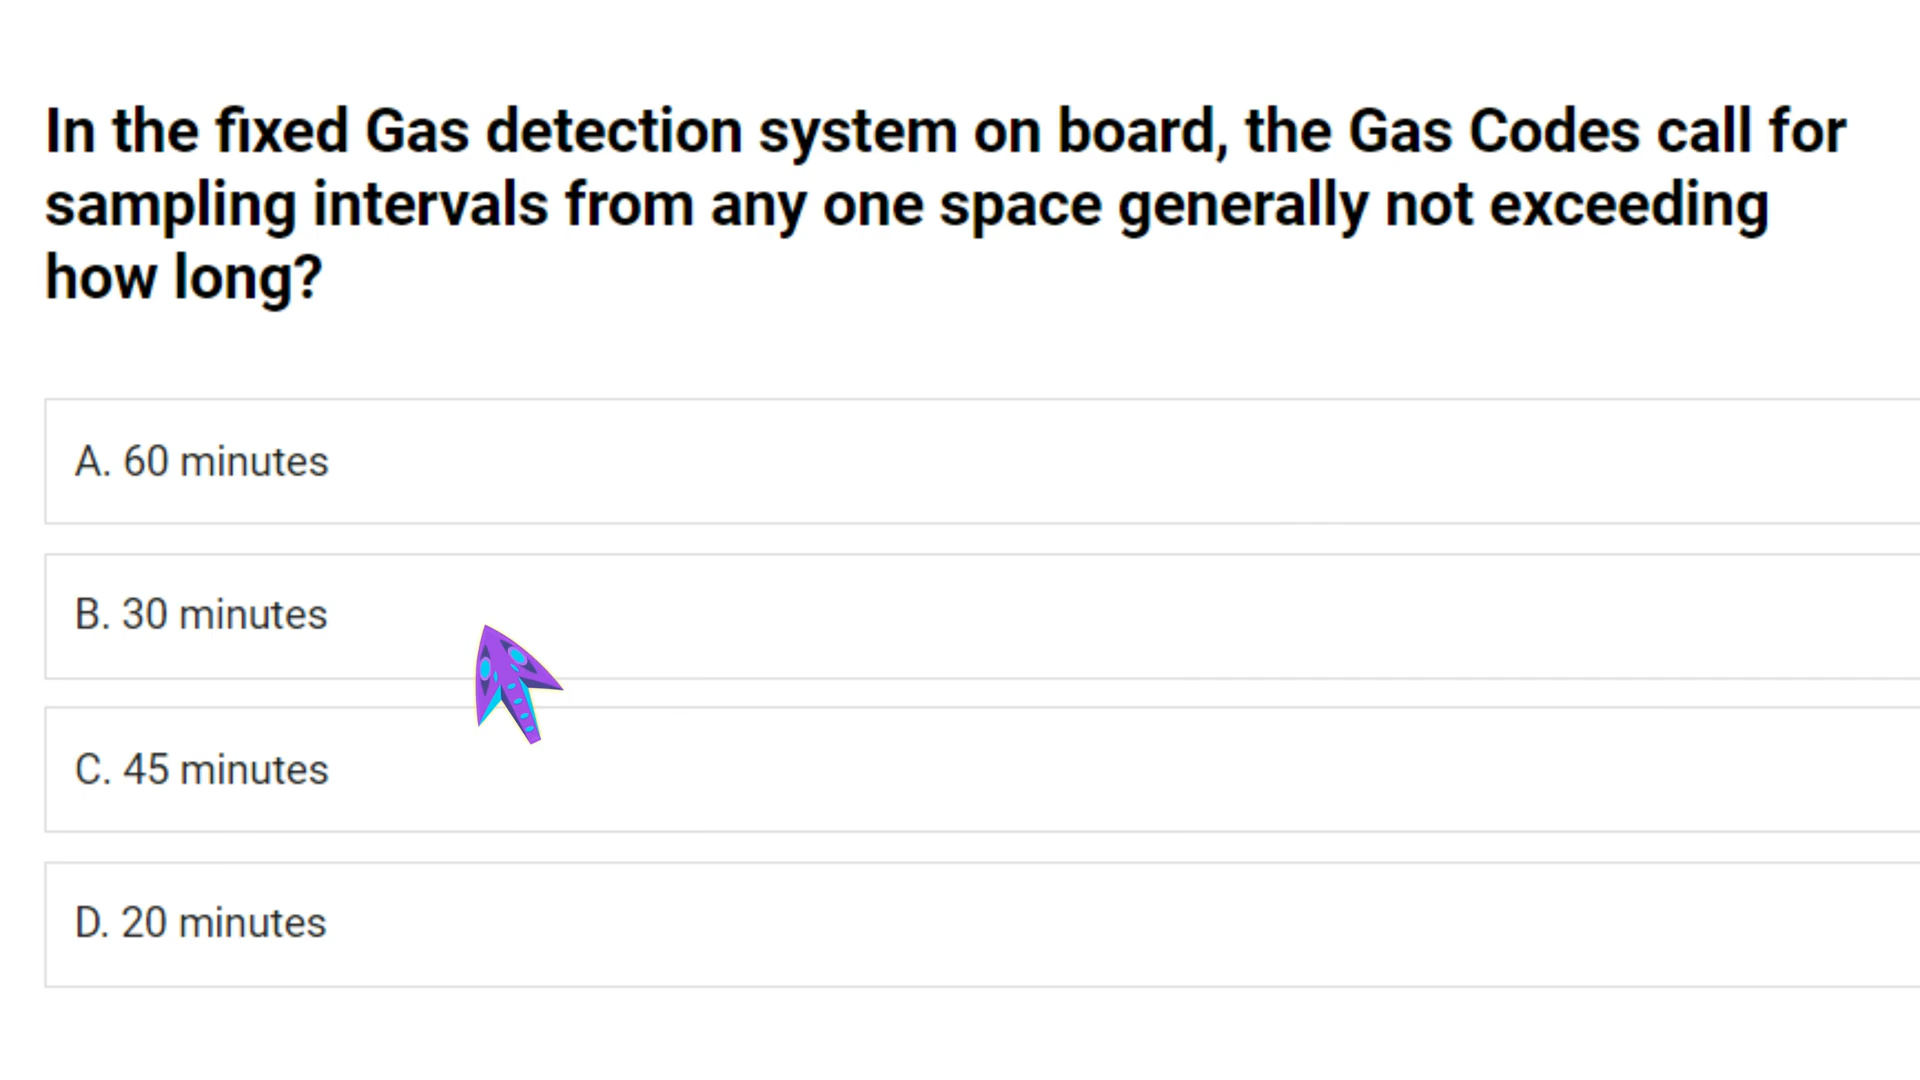 In the fixed Gas detection system on board, the Gas Codes call for
sampling intervals from any one space generally not exceeding
how long?
A. 60 minutes
B. 30 minutes
C. 45 minutes
D. 20 minutes